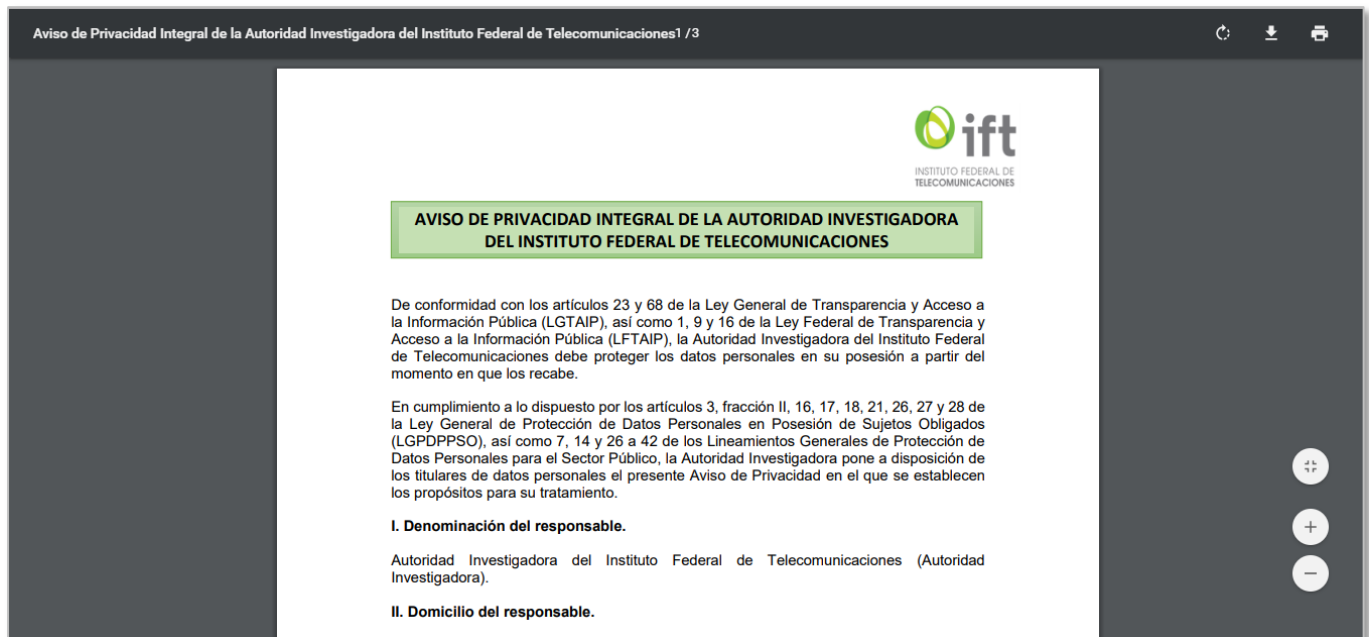 Aviso de Privacidad Integral de la Autoridad Investigadora del Instituto Federal de Telecomunicaciones1 /3
ift
INSTITUTO FEDERAL DE
TELECOMUNICACIONES
AVISO DE PRIVACIDAD INTEGRAL DE LA AUTORIDAD INVESTIGADORA
DEL INSTITUTO FEDERAL DE TELECOMUNICACIONES
De conformidad con los artículos 23 y 68 de la Ley General de Transparencia y Acceso a
la Información Pública (LGTAIP), así como 1, 9 y 16 de la Ley Federal de Transparencia y
Acceso a la Información Pública (LFTAIP), la Autoridad Investigadora del Instituto Federal
de Telecomunicaciones debe proteger los datos personales en su posesión a partir del
momento en que los recabe.
En cumplimiento a lo dispuesto por los artículos 3, fracción II, 16, 17, 18, 21, 26, 27 y 28 de
la Ley General de Protección de Datos Personales en Posesión de Sujetos Obligados
(LGPDPPSO), así como 7, 14 y 26 a 42 de los Lineamientos Generales de Protección de
Datos Personales para el Sector Público, la Autoridad Investigadora pone a disposición de
los titulares de datos personales el presente Aviso de Privacidad en el que se establecen
los propósitos para su tratamiento.
I. Denominación del responsable.
Autoridad Investigadora del Instituto Federal de Telecomunicaciones (Autoridad
Investigadora).
II. Domicilio del responsable.